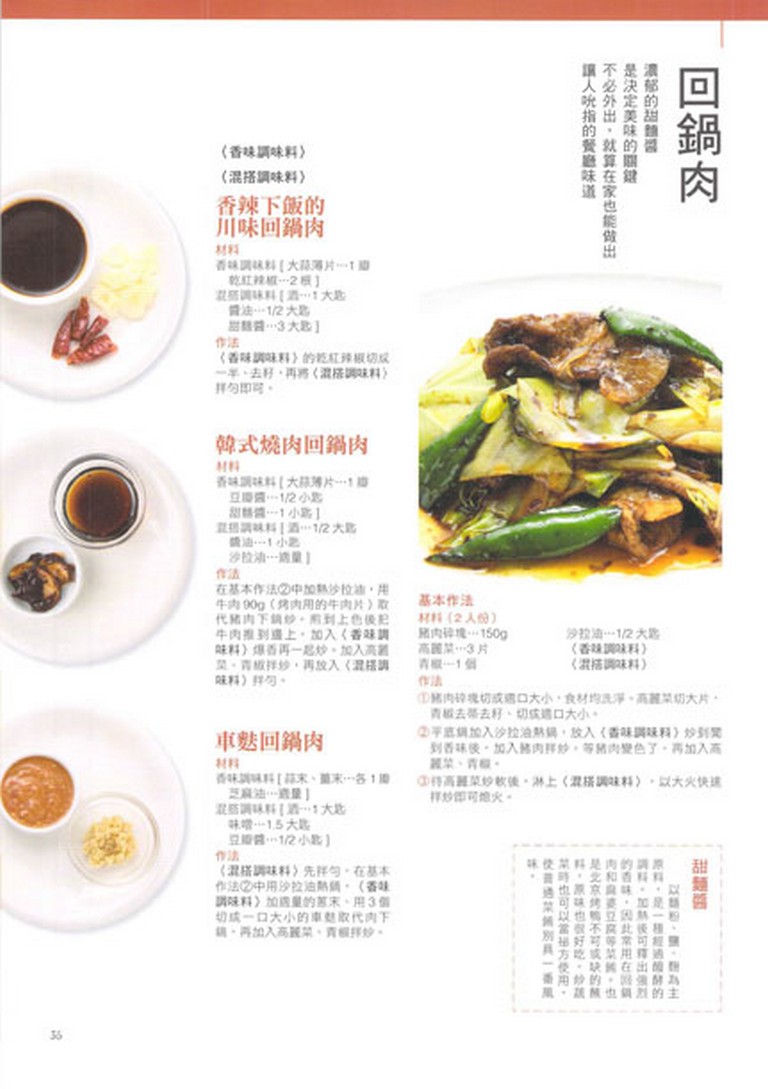 回鍋肉
濃郁的甜麵醬
是決定美味的關鍵
不必外出，就算在家也能做出
讓人吮指的餐廳味道
〈香味調味料〉
〈混搭調味料〉
香辣下飯的
川味回鍋肉
材料
香味調味料 [ 大蒜薄片…1 瓣
乾紅辣椒…2 根 ]
混搭調味料 [ 酒…1 大匙
醬油…1/2 大匙
甜麵醬…3 大匙 ]
作法
〈香味調味料〉的乾紅辣椒切成
一半、去籽，再將〈混搭調味料〉
拌勻即可。
韓式燒肉回鍋肉
材料
香味調味料 [ 大蒜薄片…1 瓣
豆瓣醬…1/2 小匙
甜麵醬…1 小匙 ]
混搭調味料 [ 酒…1/2 大匙
醬油…1 小匙
沙拉油…適量 ]
作法
在基本作法②中加熱沙拉油，用
牛肉 90g（烤肉用的牛肉片）取
代豬肉下鍋炒。煎到上色後把
牛肉推到邊上，加入〈香味調
味料〉爆香再一起炒。加入高麗
菜、青椒拌炒，再放入〈混搭調
味料〉拌勻。
車麩回鍋肉
材料
香味調味料 [ 蒜末、薑末…各 1 瓣
芝麻油…適量 ]
混搭調味料 [ 酒…1 大匙
味噌…1.5 大匙
豆瓣醬…1/2 小匙 ]
作法
〈混搭調味料〉先拌勻。在基本
作法②中用沙拉油熱鍋，〈香味
調味料〉加適量的蔥末、用 3 個
切成一口大小的車麩取代肉下
鍋，再加入高麗菜、青椒拌炒。
基本作法
材料（2 人份）
豬肉碎塊…150g
高麗菜…3 片
青椒…1 個
沙拉油…1/2 大匙
〈香味調味料〉
〈混搭調味料〉
作法
①豬肉碎塊切成適口大小，食材均洗淨。高麗菜切大片，
青椒去蒂去籽、切成適口大小。
②平底鍋加入沙拉油熱鍋，放入〈香味調味料〉炒到聞
到香味後，加入豬肉拌炒。等豬肉變色了，再加入高
麗菜、青椒。
③待高麗菜炒軟後，淋上〈混搭調味料〉，以大火快速
拌炒即可熄火。
甜麵醬
以麵粉、鹽、麴為主
原料，是一種經過醱酵的
調料。加熱後可釋出強烈
的香味，因此常用在回鍋
肉和麻婆豆腐等菜餚。也
是北京烤鴨不可或缺的蘸
料，原味也很好吃。炒蔬
菜時也可以當祕方使用，
使普通菜餚別具一番風
味。
35